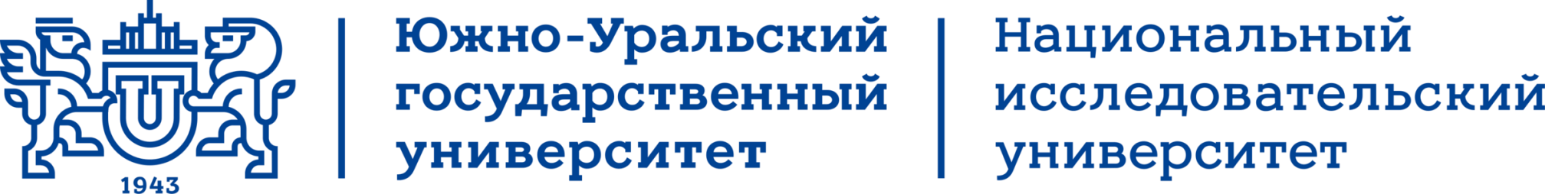 1943
Южно-Уральский
государственный
университет
Национальный
исследовательский
университет